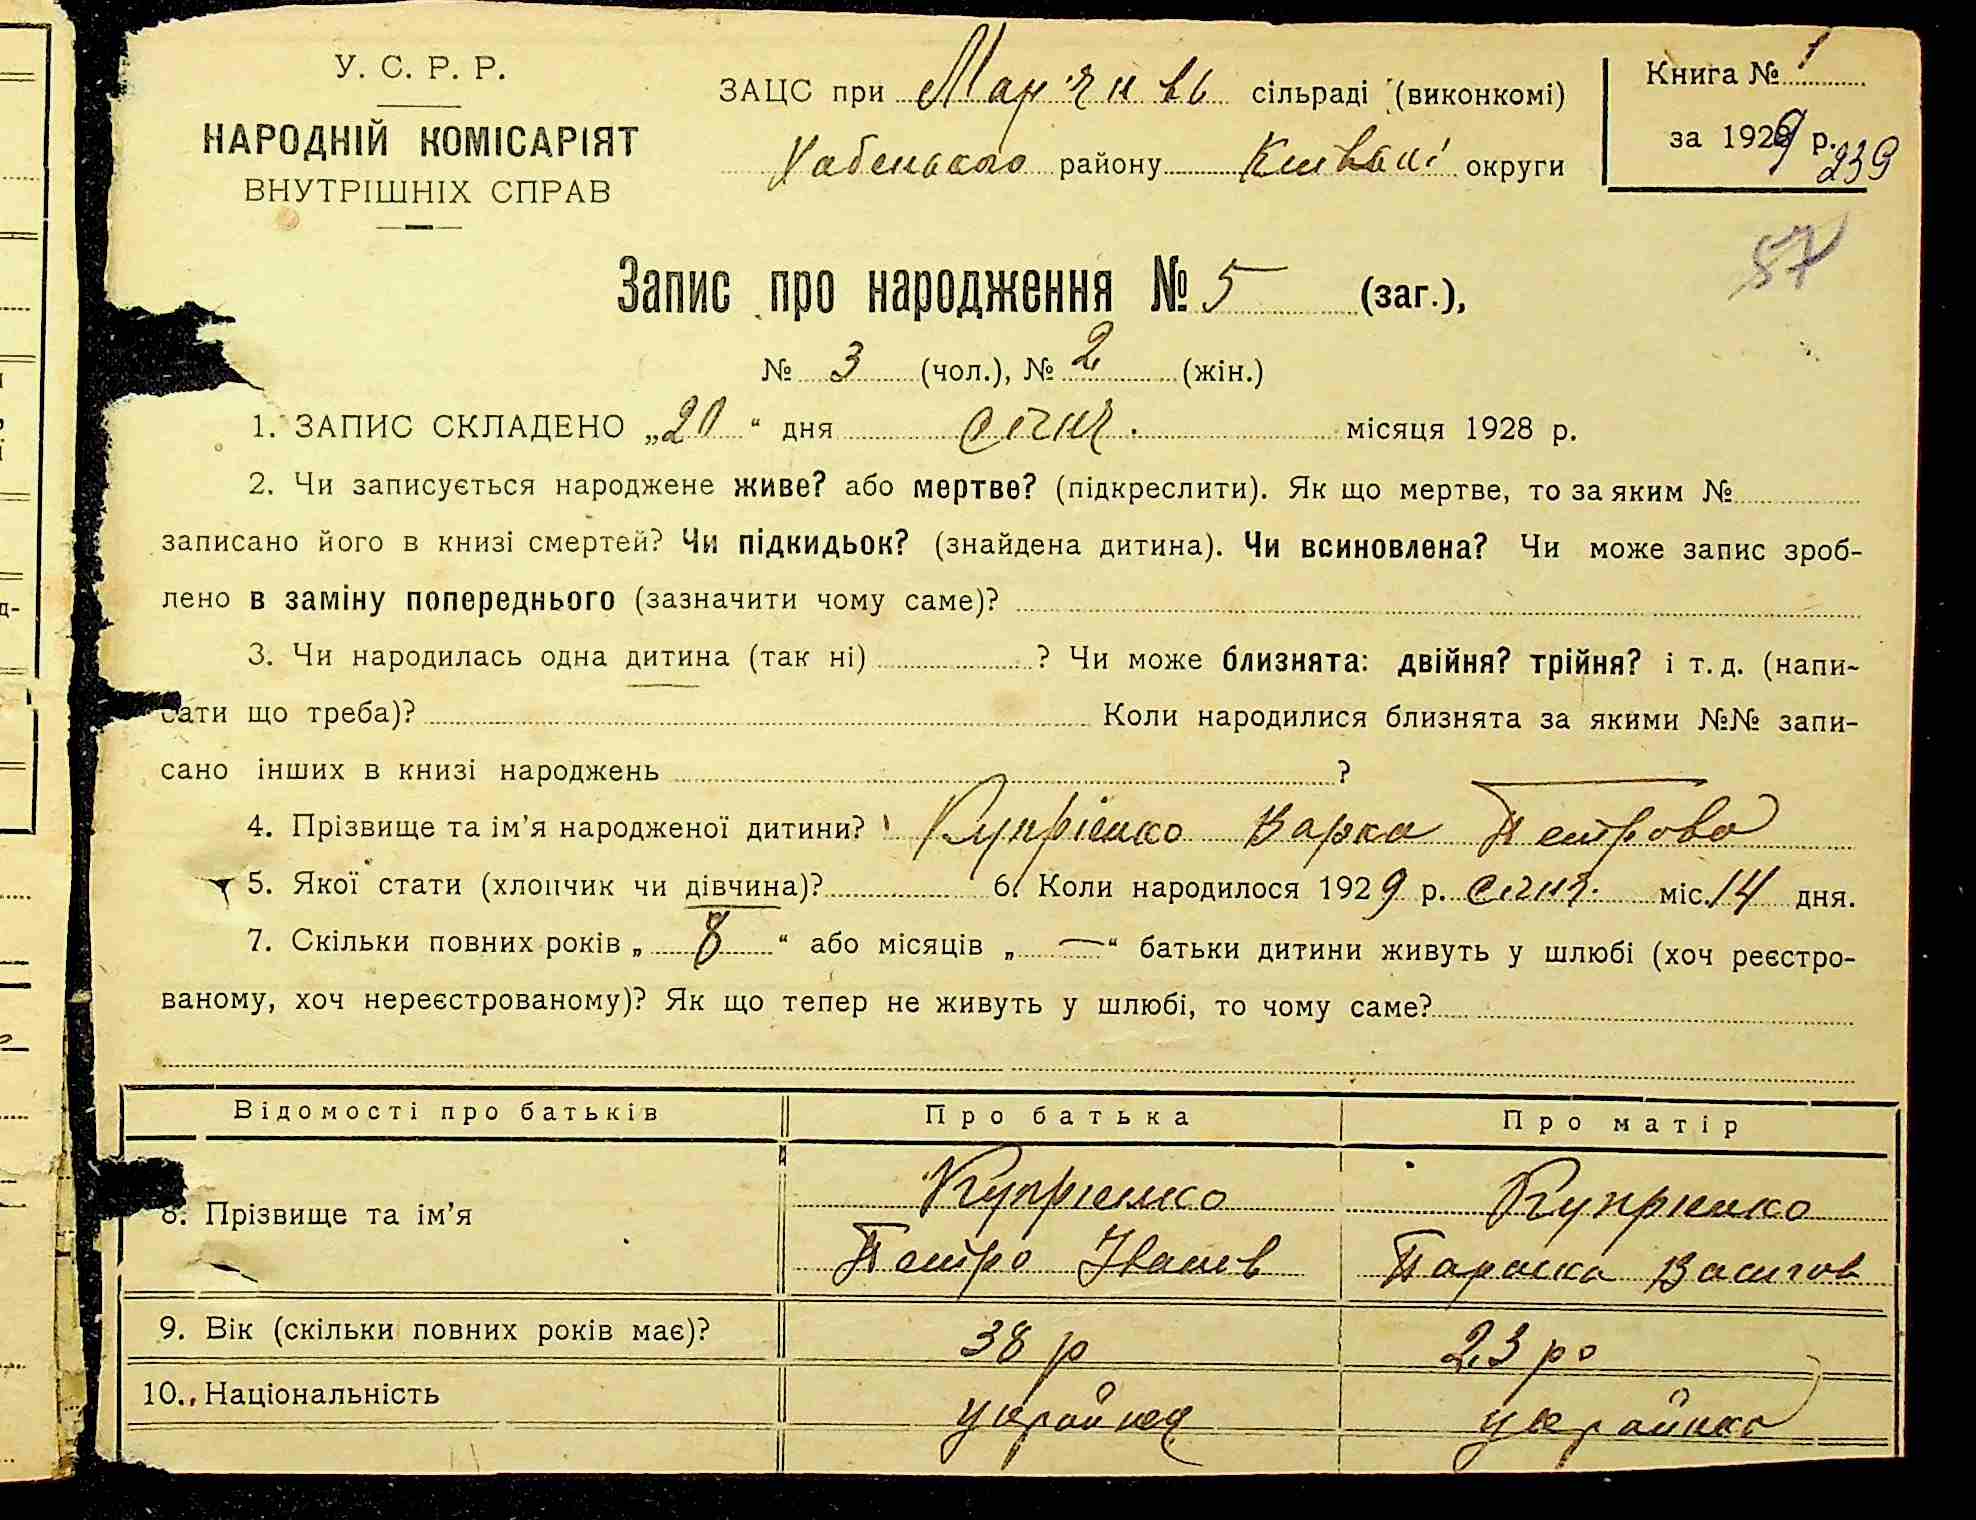 У. С. Р. Р.
НАРОДНІЙ КОМІСАРІЯТ
ВНУТРІШНІХ СПРАВ
ЗАЦС при сільраді (виконкомі)
Хабенського району Київськ округи
Книга № 1
за 1929 р.
239
57
Запис про народження № 5 (заг.),
№ 3 (чол.), № 2 (жін.)
1. ЗАПИС СКЛАДЕНО „20“ дня січня місяця 1928 р.
2. Чи записується народжене живе? або мертве? (підкреслити). Як що мертве, то за яким №
записано його в книзі смертей? Чи підкидьок? (знайдена дитина). Чи всиновлена? Чи може запис зроб-
лено в заміну попереднього (зазначити чому саме)?
3. Чи народилась одна дитина (так ні) ? Чи може близнята: двійня? трійня? і т. д. (напи-
сати що треба)? Коли народилися близнята за якими №№ запи-
сано інших в книзі народжень ?
4. Прізвище та ім’я народженої дитини? Купрієнко Варка Петрова
5. Якої стати (хлопчик чи дівчина)? 6. Коли народилося 1929 р. січня міс. 14 дня.
7. Скільки повних років „ 8 “ або місяців „ — “ батьки дитини живуть у шлюбі (хоч реєстро-
ваному, хоч нереєстрованому)? Як що тепер не живуть у шлюбі, то чому саме?
Відомості про батьків Про батька Про матір
8. Прізвище та ім’я
Купрієнко
Петро Іванов
Купрієнко
Параска Васигов
9. Вік (скільки повних років має)? 38 р 23 ро
10. Національність україна українка